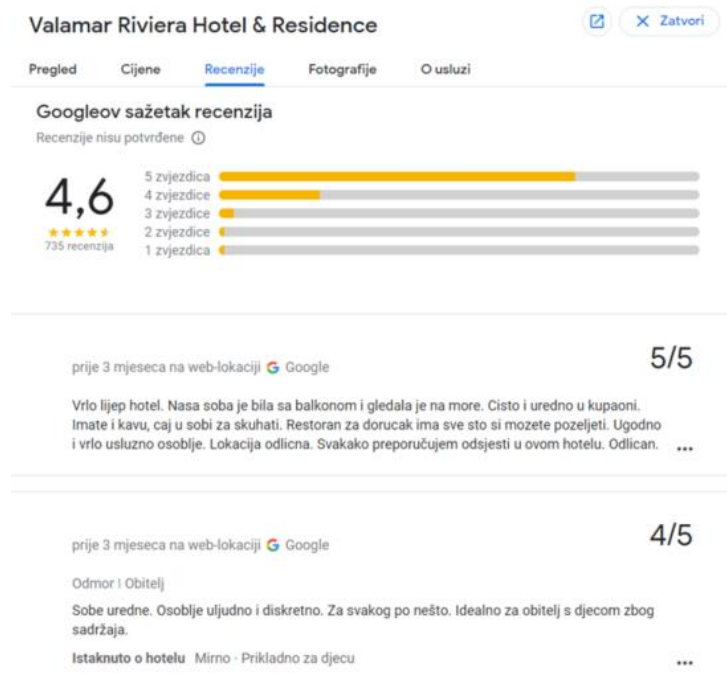 Valamar Riviera Hotel & Residence
Zatvori
Pregled Cijene Recenzije Fotografije O usluzi
Googleov sažetak recenzija
Recenzije nisu potvrđene
4,6
735 recenzija
5 zvjezdica
4 zvjezdice
3 zvjezdice
2 zvjezdice
1 zvjezdica
prije 3 mjeseca na web-lokaciji Google
5/5
Vrlo lijep hotel. Nasa soba je bila sa balkonom i gledala je na more. Cisto i uredno u kupaoni.
Imate i kavu, caj u sobi za skuhati. Restoran za dorucak ima sve sto si mozete pozeljeti. Ugodno
i vrlo usluzno osoblje. Lokacija odlicna. Svakako preporučujem odsjesti u ovom hotelu. Odlican.
prije 3 mjeseca na web-lokaciji Google
4/5
Odmor | Obitelj
Sobe uredne. Osoblje uljudno i diskretno. Za svakog po nešto. Idealno za obitelj s djecom zbog
sadržaja.
Istaknuto o hotelu Mirno · Prikladno za djecu